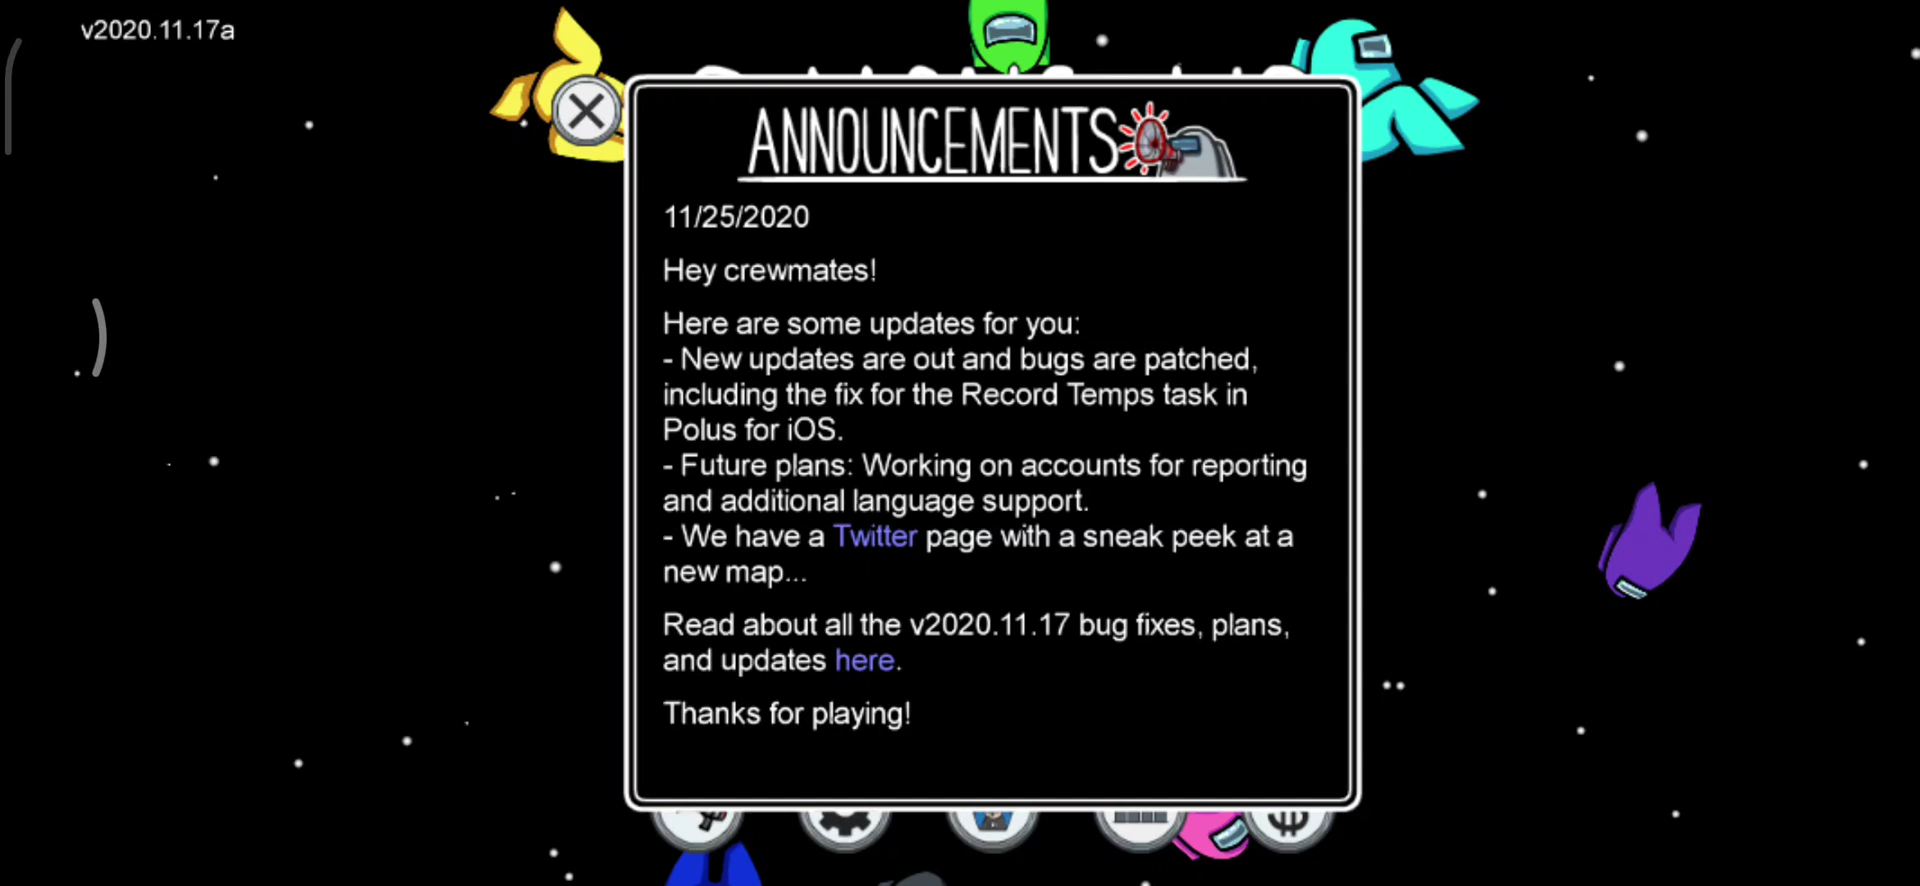 v2020.11.17a
ANNOUNCEMENTS
11/25/2020
Hey crewmates!
Here are some updates for you:
- New updates are out and bugs are patched,
including the fix for the Record Temps task in
Polus for iOS.
- Future plans: Working on accounts for reporting
and additional language support.
- We have a Twitter page with a sneak peek at a
new map...
Read about all the v2020.11.17 bug fixes, plans,
and updates here.
Thanks for playing!